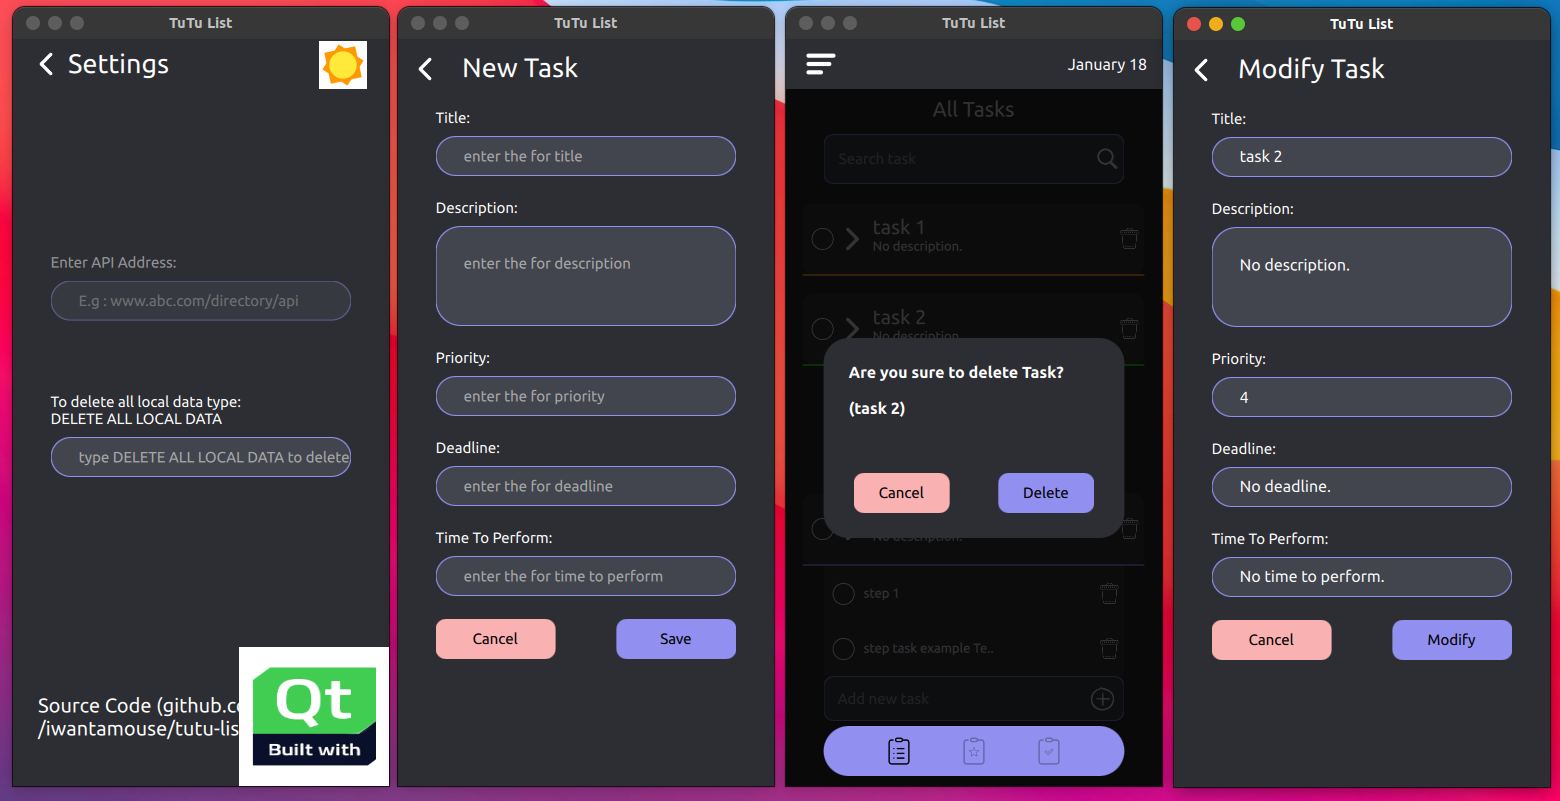 TuTu List
Settings
Enter API Address:
E.g : www.abc.com/directory/api
To delete all local data type:
DELETE ALL LOCAL DATA
type DELETE ALL LOCAL DATA to delete
Source Code (github.co
/iwantamouse/tutu-lis
Qt
Built with
TuTu List
New Task
Title:
enter the for title
Description:
enter the for description
Priority:
enter the for priority
Deadline:
enter the for deadline
Time To Perform:
enter the for time to perform
Cancel
Save
TuTu List
January 18
All Tasks
Search task
task 1
No description.
task 2
No description.
Are you sure to delete Task?
(task 2)
Cancel
Delete
No description.
step 1
step task example Te..
Add new task
TuTu List
Modify Task
Title:
task 2
Description:
No description.
Priority:
4
Deadline:
No deadline.
Time To Perform:
No time to perform.
Cancel
Modify